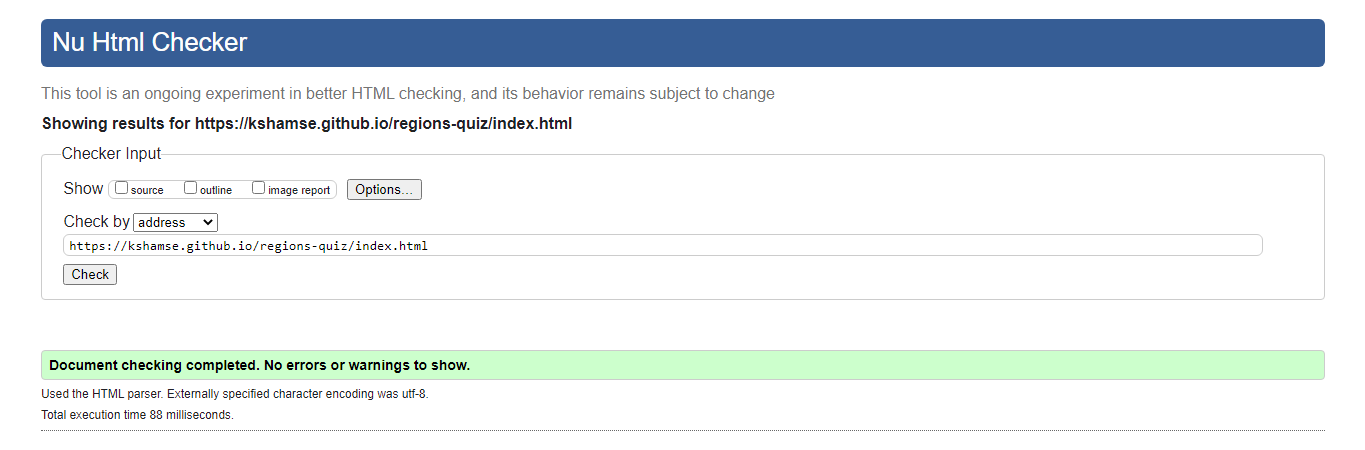 Nu Html Checker
This tool is an ongoing experiment in better HTML checking, and its behavior remains subject to change
Showing results for https://kshamse.github.io/regions-quiz/index.html
Checker Input
Show source outline image report Options...
Check by address
https://kshamse.github.io/regions-quiz/index.html
Check
Document checking completed. No errors or warnings to show.
Used the HTML parser. Externally specified character encoding was utf-8.
Total execution time 88 milliseconds.